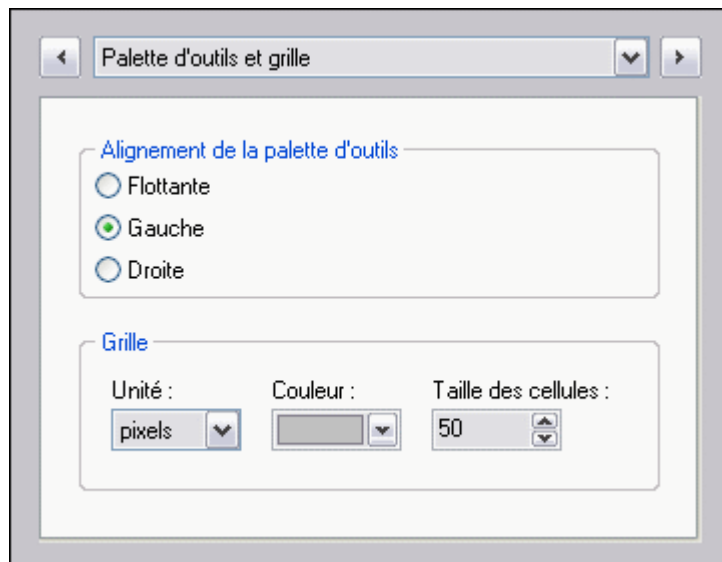 Palette d'outils et grille
Alignement de la palette d'outils
Flottante
Gauche
Droite
Grille
Unité : Couleur : Taille des cellules :
pixels 50